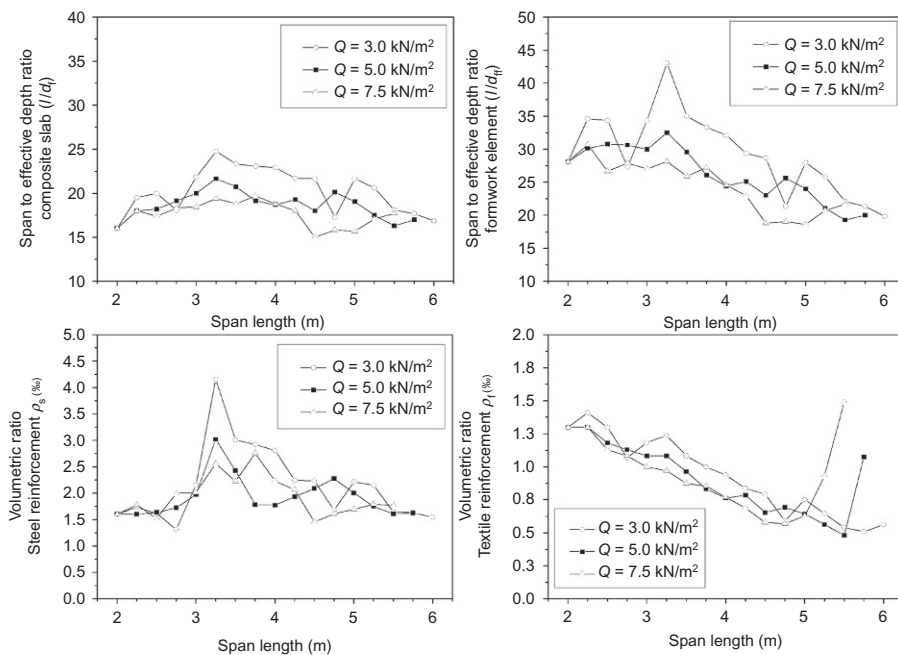 Span to effective depth ratio
composite slab (l/d_f)
40
35
30
25
20
15
10
Q = 3.0 kN/m²
Q = 5.0 kN/m²
Q = 7.5 kN/m²
2 3 4 5 6
Span length (m)
Span to effective depth ratio
formwork element (l/d_ff)
50
45
40
35
30
25
20
15
10
Q = 3.0 kN/m²
Q = 5.0 kN/m²
Q = 7.5 kN/m²
2 3 4 5 6
Span length (m)
Volumetric ratio
Steel reinforcement ρ_s (‰)
5.0
4.5
4.0
3.5
3.0
2.5
2.0
1.5
1.0
0.5
0.0
Q = 3.0 kN/m²
Q = 5.0 kN/m²
Q = 7.5 kN/m²
2 3 4 5 6
Span length (m)
Volumetric ratio
Textile reinforcement ρ_f (‰)
2.0
1.8
1.5
1.3
1.0
0.8
0.5
0.3
0.0
Q = 3.0 kN/m²
Q = 5.0 kN/m²
Q = 7.5 kN/m²
2 3 4 5 6
Span length (m)